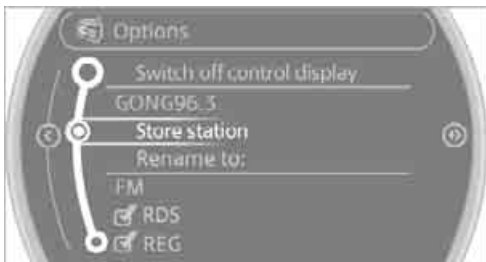 Options
Switch off control display
GONG96.3
Store station
Rename to:
FM
RDS
REG